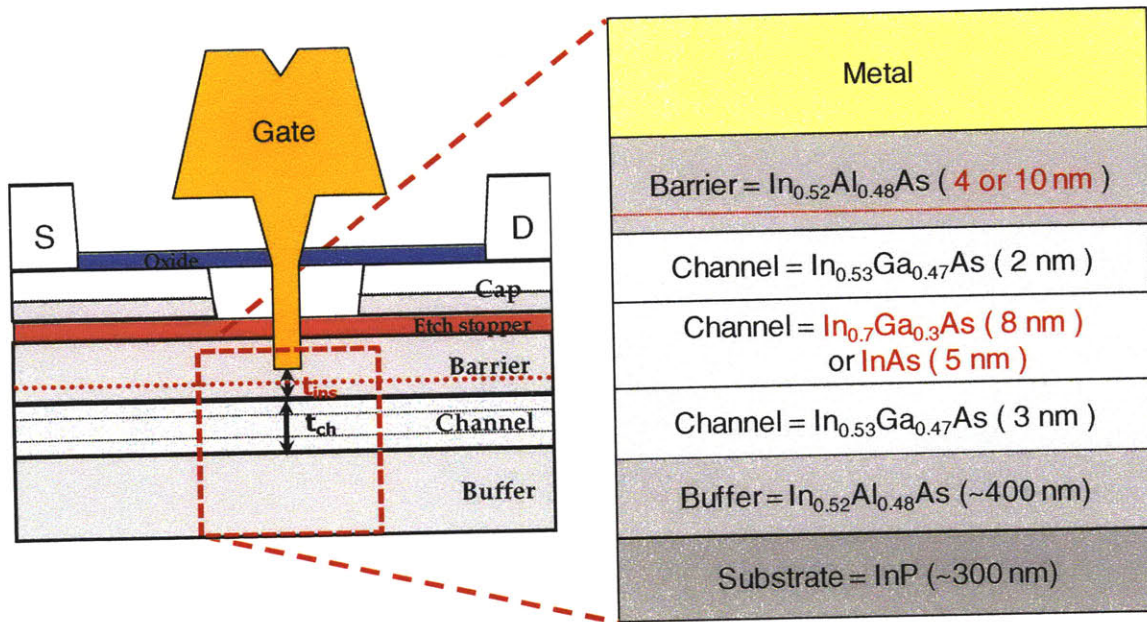 Gate
S
D
Oxide
Cap
Etch stopper
Barrier
t_ins
t_ch
Channel
Buffer
Metal
Barrier = In₀.₅₂Al₀.₄₈As ( 4 or 10 nm )
Channel = In₀.₅₃Ga₀.₄₇As ( 2 nm )
Channel = In₀.₇Ga₀.₃As ( 8 nm )
or InAs ( 5 nm )
Channel = In₀.₅₃Ga₀.₄₇As ( 3 nm )
Buffer = In₀.₅₂Al₀.₄₈As (~400 nm)
Substrate = InP (~300 nm)